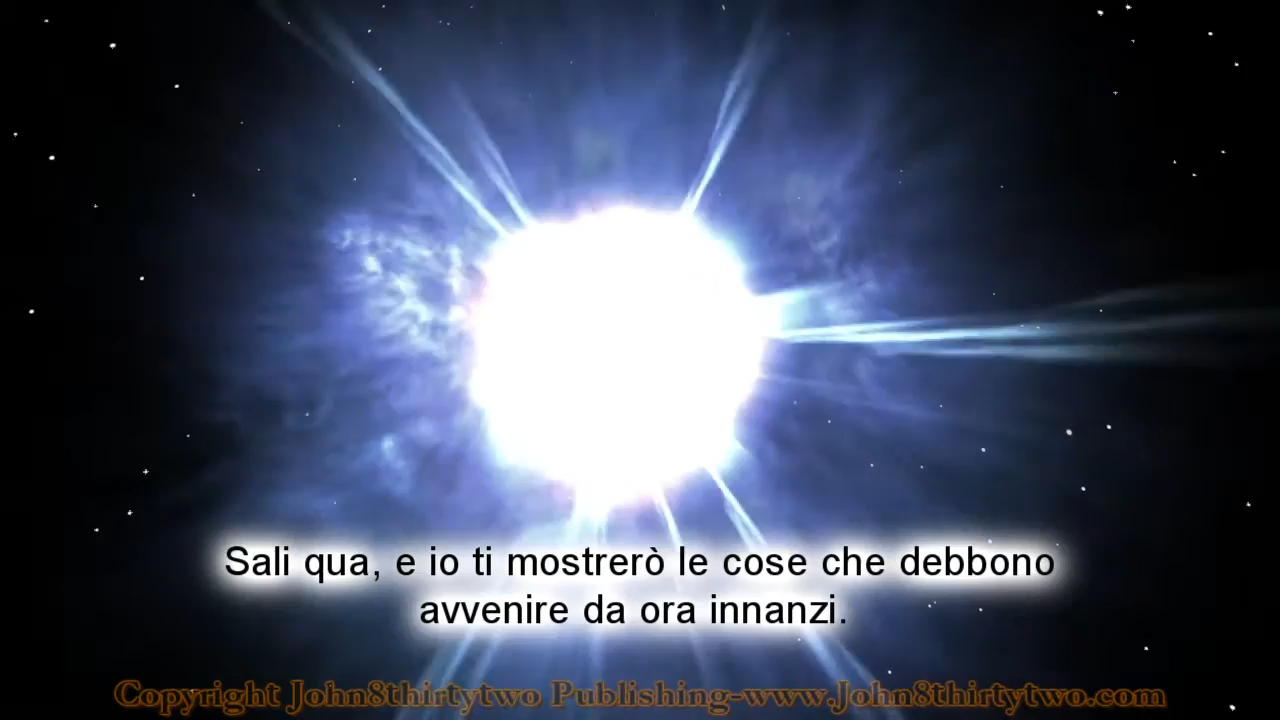 Sali qua, e io ti mostrerò le cose che debbono
avvenire da ora innanzi.
Copyright John8thirtytwo Publishing-www.John8thirtytwo.com